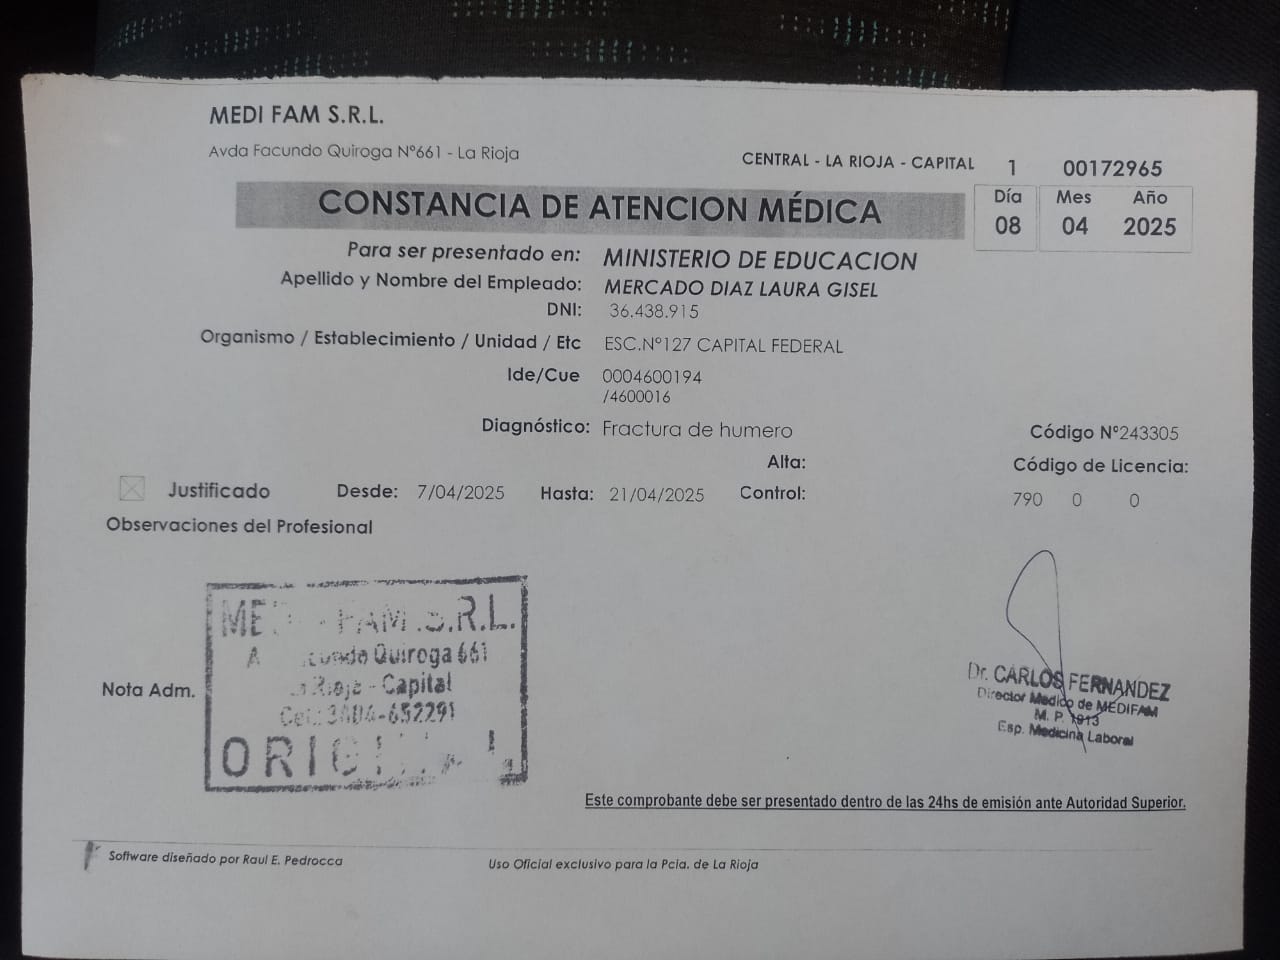 MEDI FAM S.R.L.
Avda Facundo Quiroga Nº661 - La Rioja
CENTRAL - LA RIOJA - CAPITAL 1 00172965
CONSTANCIA DE ATENCION MÉDICA
Día Mes Año
08 04 2025
Para ser presentado en: MINISTERIO DE EDUCACION
Apellido y Nombre del Empleado: MERCADO DIAZ LAURA GISEL
DNI: 36.438.915
Organismo / Establecimiento / Unidad / Etc ESC.Nº127 CAPITAL FEDERAL
Ide/Cue 0004600194
/4600016
Diagnóstico: Fractura de humero
Código Nº243305
Alta:
Código de Licencia:
Justificado Desde: 7/04/2025 Hasta: 21/04/2025 Control:
790 0 0
Observaciones del Profesional
Nota Adm.
S.R.L.
Quiroga 661
Rioja - Capital
Dr. CARLOS FERNANDEZ
Director Medico de MEDIFAM
M. P. 1913
Esp. Medicina Laboral
Este comprobante debe ser presentado dentro de las 24hs de emisión ante Autoridad Superior.
Software diseñado por Raul E. Pedrocca
Uso Oficial exclusivo para la Pcia. de La Rioja